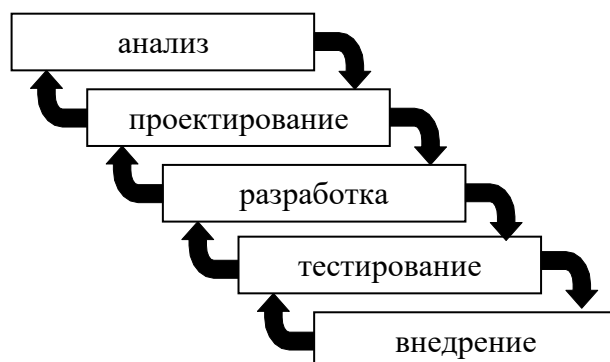 анализ
проектирование
разработка
тестирование
внедрение